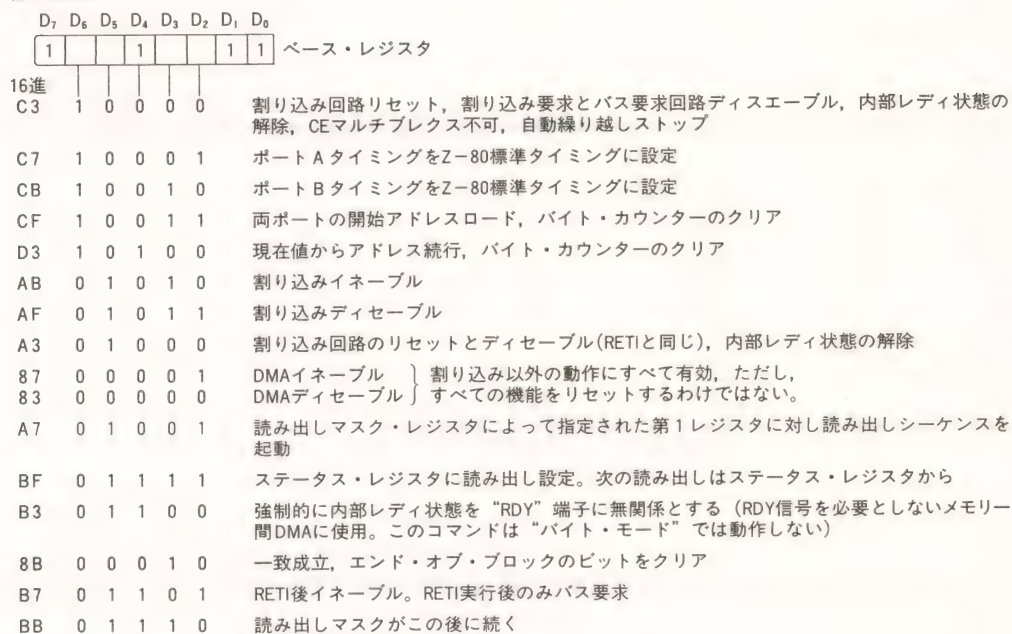 D₇ D₆ D₅ D₄ D₃ D₂ D₁ D₀
1 1 1 1 ベース・レジスタ
16進
C3 1 0 0 0 0 割り込み回路リセット，割り込み要求とバス要求回路ディスエーブル，内部レディ状態の
解除，CEマルチプレクス不可，自動繰り越しストップ
C7 1 0 0 0 1 ポートAタイミングをZ-80標準タイミングに設定
CB 1 0 0 1 0 ポートBタイミングをZ-80標準タイミングに設定
CF 1 0 0 1 1 両ポートの開始アドレスロード，バイト・カウンターのクリア
D3 1 0 1 0 0 現在値からアドレス続行，バイト・カウンターのクリア
AB 0 1 0 1 0 割り込みイネーブル
AF 0 1 0 1 1 割り込みディセーブル
A3 0 1 0 0 0 割り込み回路のリセットとディセーブル(RETIと同じ)，内部レディ状態の解除
87 0 0 0 0 1 DMAイネーブル 割り込み以外の動作にすべて有効，ただし，
83 0 0 0 0 0 DMAディセーブル すべての機能をリセットするわけではない。
A7 0 1 0 0 1 読み出しマスク・レジスタによって指定された第1レジスタに対し読み出しシーケンスを
起動
BF 0 1 1 1 1 ステータス・レジスタに読み出し設定。次の読み出しはステータス・レジスタから
B3 0 1 1 0 0 強制的に内部レディ状態を“RDY”端子に無関係とする（RDY信号を必要としないメモリー
間DMAに使用。このコマンドは“バイト・モード”では動作しない）
8B 0 0 0 1 0 一致成立，エンド・オブ・ブロックのビットをクリア
B7 0 1 1 0 1 RETI後イネーブル。RETI実行後のみバス要求
BB 0 1 1 1 0 読み出しマスクがこの後に続く